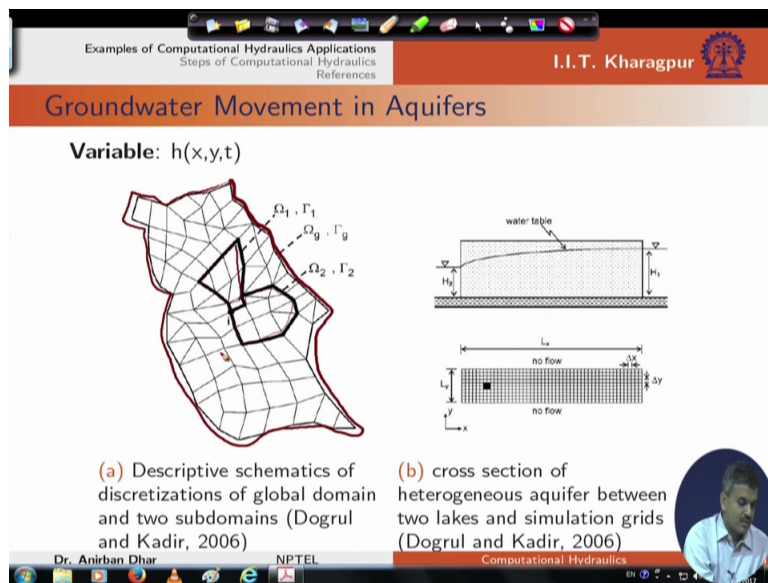 Examples of Computational Hydraulics Applications
Steps of Computational Hydraulics
References
I.I.T. Kharagpur
Groundwater Movement in Aquifers
Variable: h(x,y,t)
Ω1 , Γ1
Ωg , Γg
Ω2 , Γ2
water table
H2
H1
Lx
no flow
Δx
Ly
Δy
no flow
y
x
(a) Descriptive schematics of
discretizations of global domain
and two subdomains (Dogrul
and Kadir, 2006)
(b) cross section of
heterogeneous aquifer between
two lakes and simulation grids
(Dogrul and Kadir, 2006)
Dr. Anirban Dhar
NPTEL
Computational Hydraulics
EN
2017